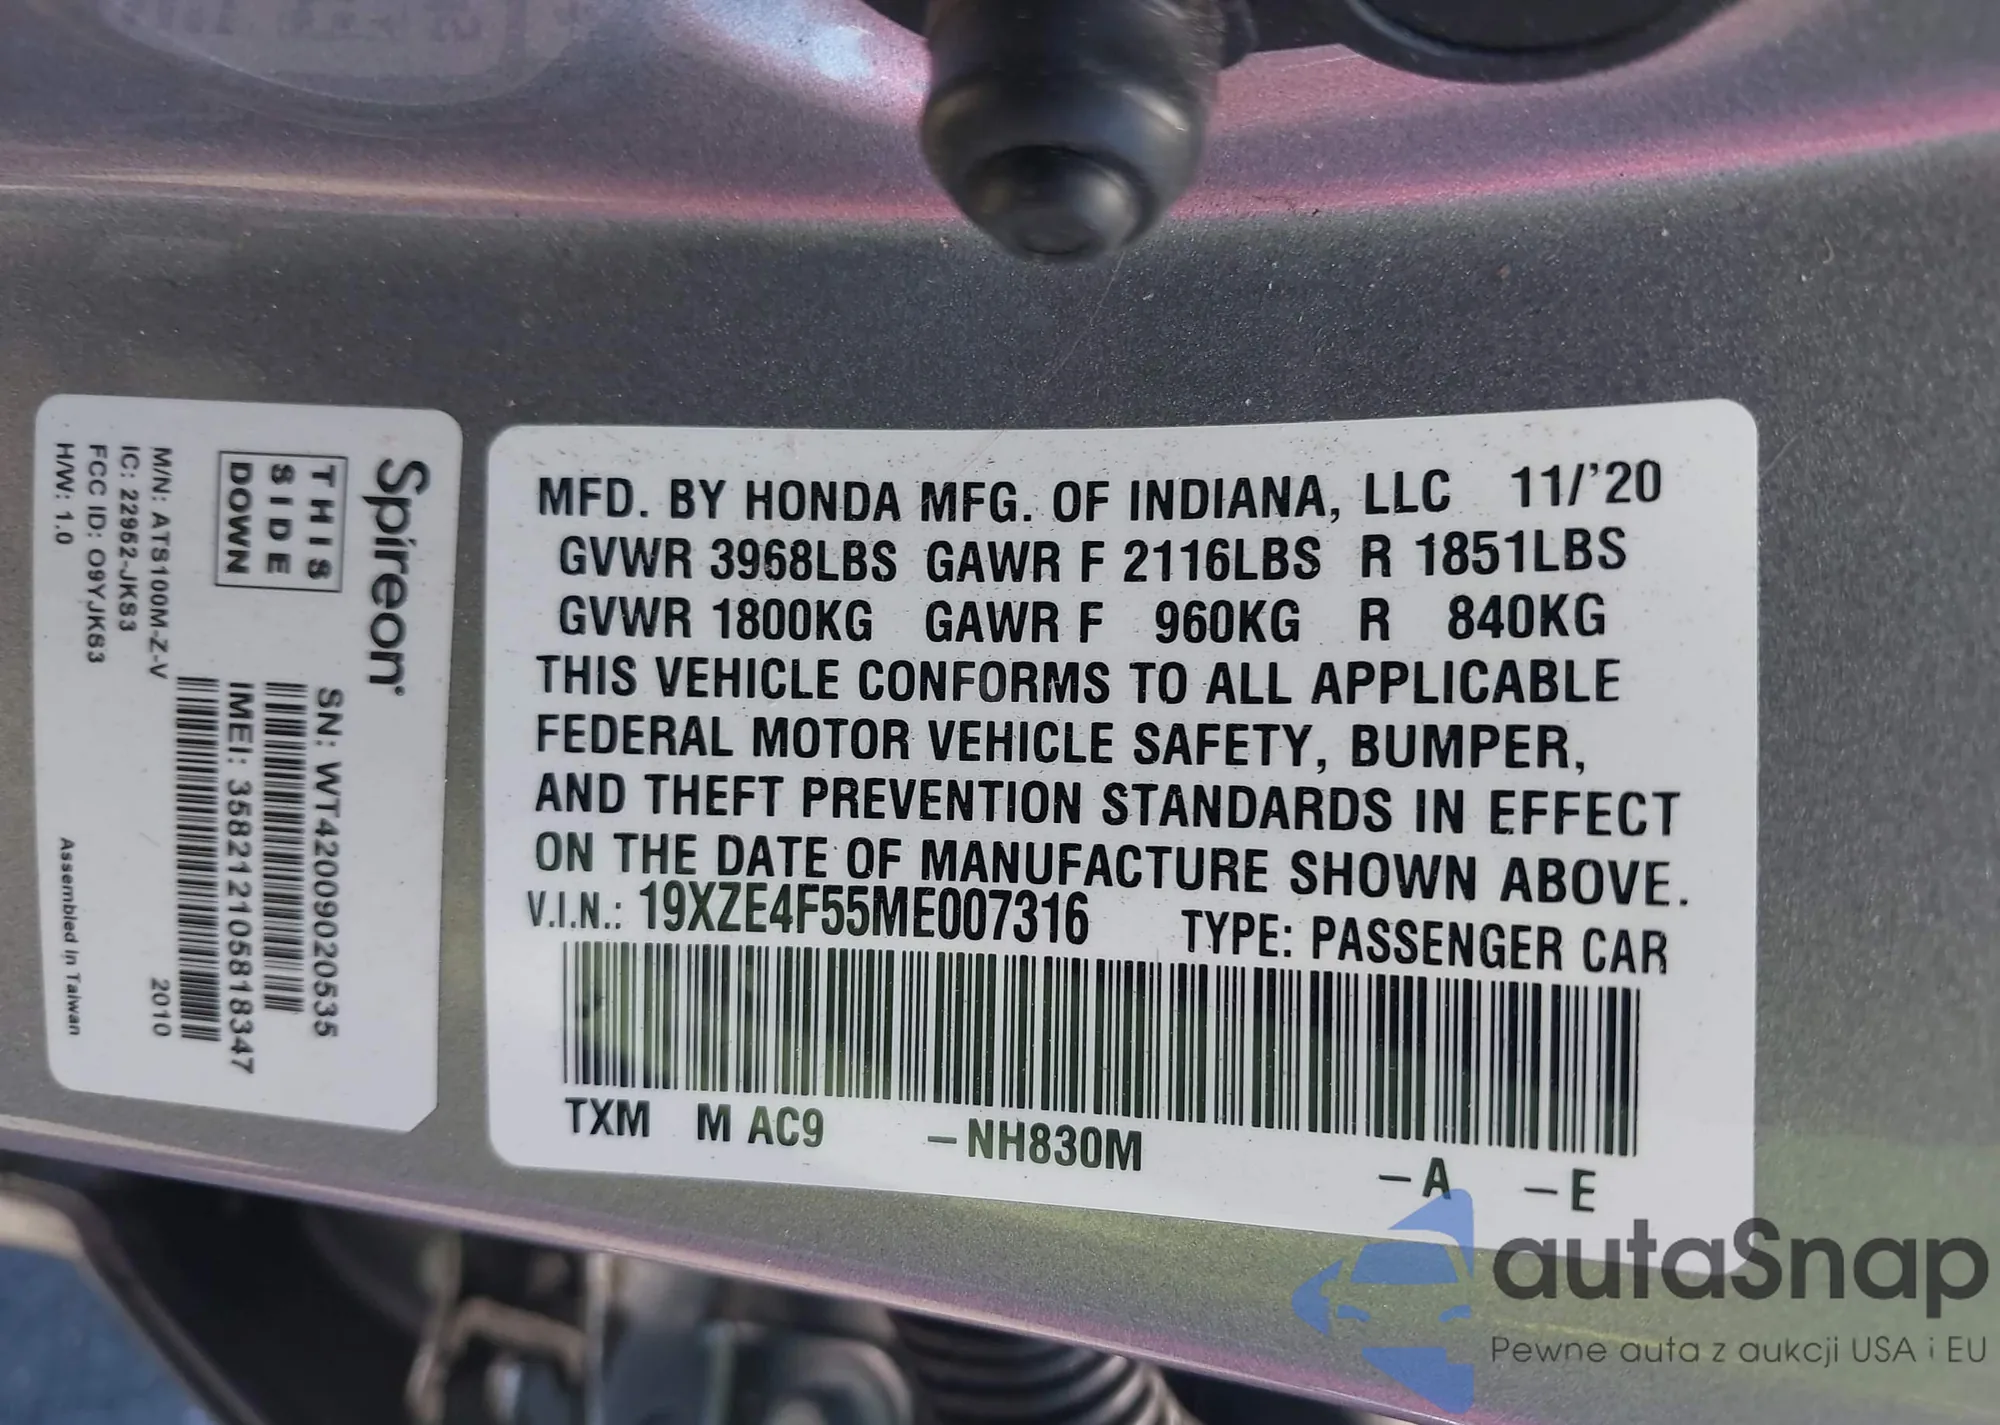 Spireon
THIS
SIDE
DOWN
SN: WT42009020535
IMEI: 358212105818347
M/N: ATS100M-Z-V
2010
IC: 22952-JK83
FCC ID: O9YJK63
H/W: 1.0
Assembled in Taiwan
MFD. BY HONDA MFG. OF INDIANA, LLC 11/'20
GVWR 3968LBS GAWR F 2116LBS R 1851LBS
GVWR 1800KG GAWR F 960KG R 840KG
THIS VEHICLE CONFORMS TO ALL APPLICABLE
FEDERAL MOTOR VEHICLE SAFETY, BUMPER,
AND THEFT PREVENTION STANDARDS IN EFFECT
ON THE DATE OF MANUFACTURE SHOWN ABOVE.
V.I.N.: 19XZE4F55ME007316 TYPE: PASSENGER CAR
TXM M AC9 –NH830M –A –E
autaSnap
Pewne auta z aukcji USA i EU